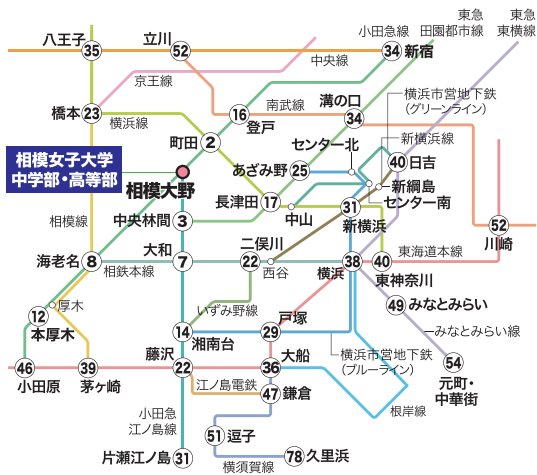 東急
東横線
東急
田園都市線
小田急線
八王子
35
立川
52
34
新宿
中央線
京王線
橋本
23
横浜線
16
登戸
南武線
溝の口
34
横浜市営地下鉄
（グリーンライン）
新横浜線
町田
2
センター北
40
日吉
相模女子大学
中学部・高等部
相模大野
あざみ野
25
新綱島
センター南
長津田
17
中山
31
新横浜
中央林間
3
52
川崎
相模線
海老名
8
相鉄本線
大和
7
二俣川
22
西谷
横浜
38
東海道本線
40
東神奈川
厚木
12
本厚木
いずみ野線
49
みなとみらい
みなとみらい線
14
湘南台
戸塚
29
横浜市営地下鉄
（ブルーライン）
54
元町・
中華街
46
小田原
39
茅ヶ崎
藤沢
22
大船
36
江ノ島電鉄
47
鎌倉
根岸線
小田急
江ノ島線
片瀬江ノ島
31
51
逗子
横須賀線
78
久里浜